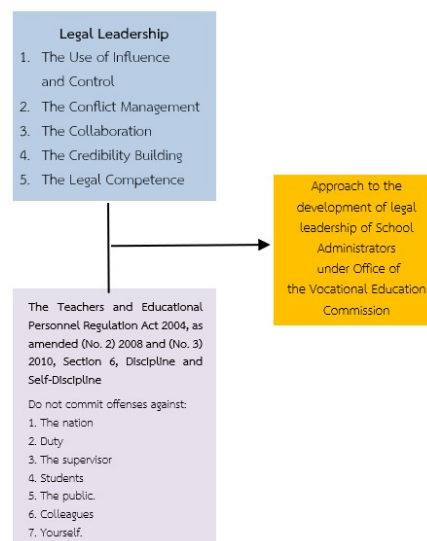 Legal Leadership
1. The Use of Influence
and Control
2. The Conflict Management
3. The Collaboration
4. The Credibility Building
5. The Legal Competence
Approach to the
development of legal
leadership of School
Administrators
under Office of
the Vocational Education
Commission
The Teachers and Educational
Personnel Regulation Act 2004, as
amended (No. 2) 2008 and (No. 3)
2010, Section 6, Discipline and
Self-Discipline
Do not commit offenses against:
1. The nation
2. Duty
3. The supervisor
4. Students
5. The public.
6. Colleagues
7. Yourself.